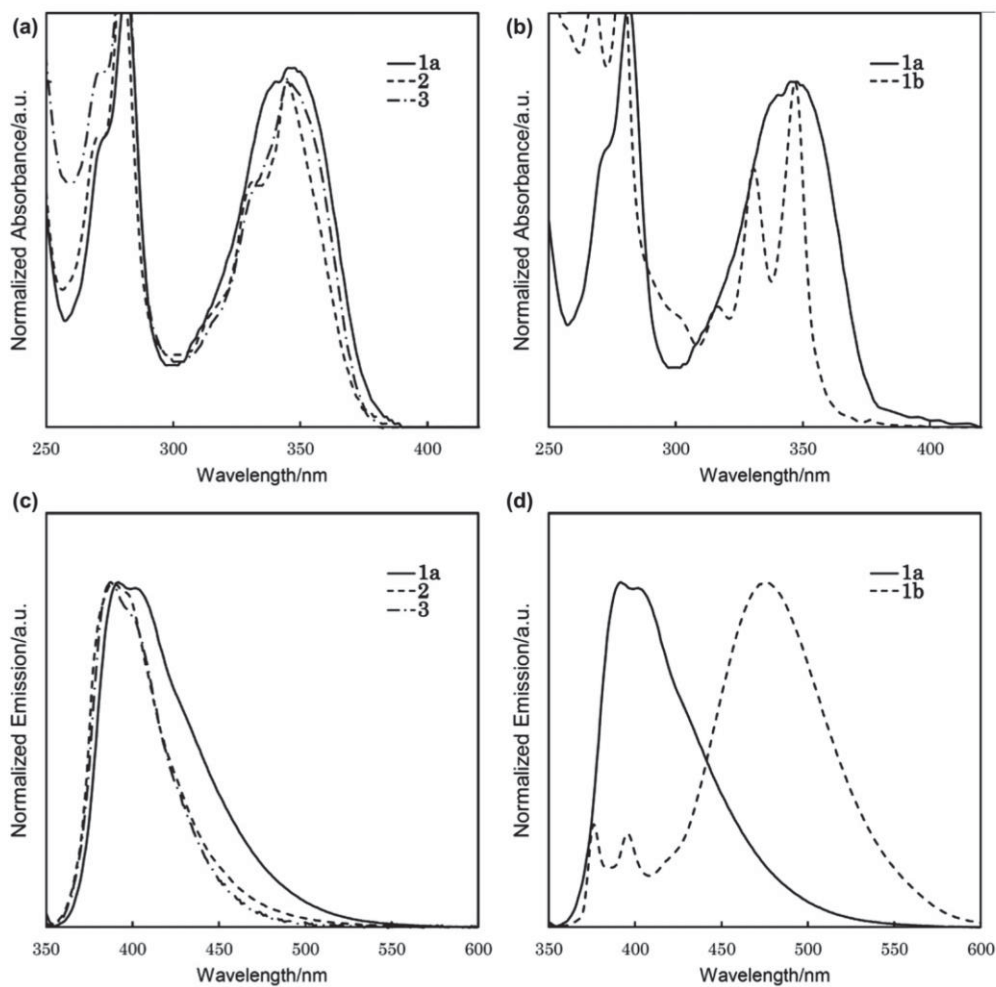 (a)
Normalized Absorbance/a.u.
1a
2
3
250
300
350
400
Wavelength/nm
(b)
Normalized Absorbance/a.u.
1a
1b
250
300
350
400
Wavelength/nm
(c)
Normalized Emission/a.u.
1a
2
3
350
400
450
500
550
600
Wavelength/nm
(d)
Normalized Emission/a.u.
1a
1b
350
400
450
500
550
600
Wavelength/nm